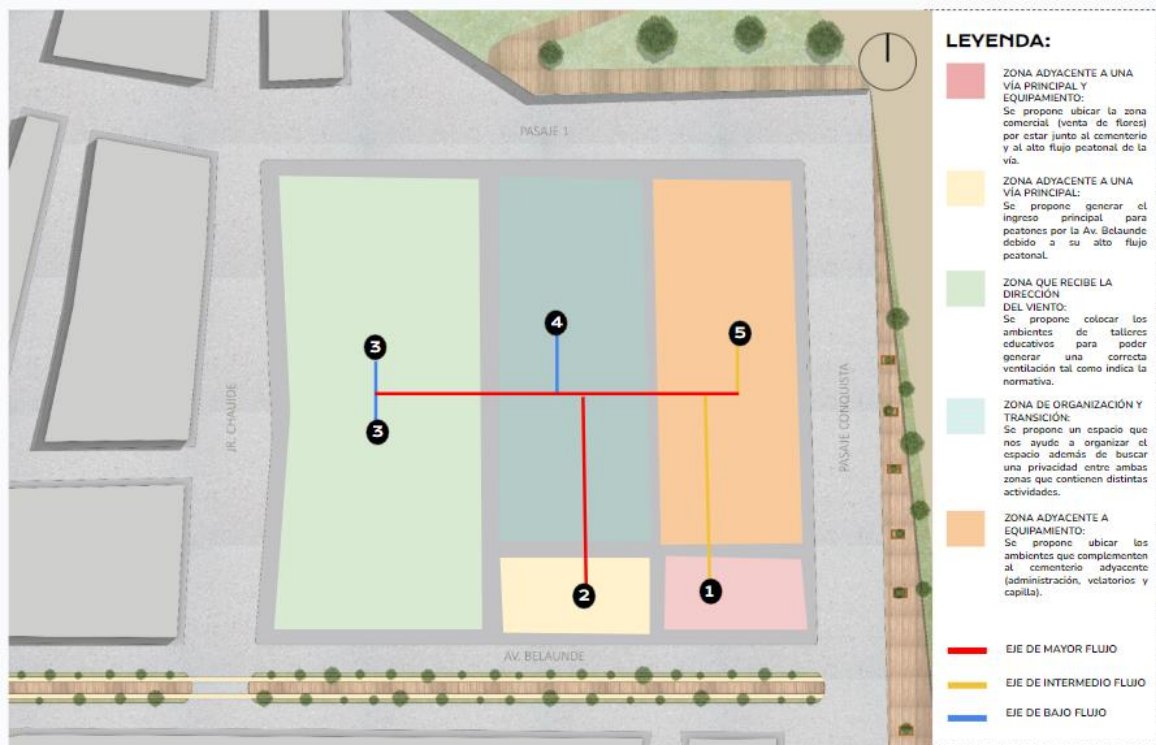 PASAJE 1
JR. CHAUIDE
PASAJE CONQUISTA
3
4
5
3
2
1
AV. BELAUNDE
LEYENDA:
ZONA ADYACENTE A UNA
VÍA PRINCIPAL Y
EQUIPAMIENTO:
Se propone ubicar la zona
comercial (venta de flores)
por estar junto al cementerio
y al alto flujo peatonal de la
vía.
ZONA ADYACENTE A UNA
VÍA PRINCIPAL:
Se propone generar el
ingreso principal para
peatones por la Av. Belaunde
debido a su alto flujo
peatonal.
ZONA QUE RECIBE LA
DIRECCIÓN
DEL VIENTO:
Se propone colocar los
ambientes de talleres
educativos para poder
generar una correcta
ventilación tal como indica la
normativa.
ZONA DE ORGANIZACIÓN Y
TRANSICIÓN:
Se propone un espacio que
nos ayude a organizar el
espacio además de buscar
una privacidad entre ambas
zonas que contienen distintas
actividades.
ZONA ADYACENTE A
EQUIPAMIENTO:
Se propone ubicar los
ambientes que complementen
al cementerio adyacente
(administración, velatorios y
capilla).
EJE DE MAYOR FLUJO
EJE DE INTERMEDIO FLUJO
EJE DE BAJO FLUJO